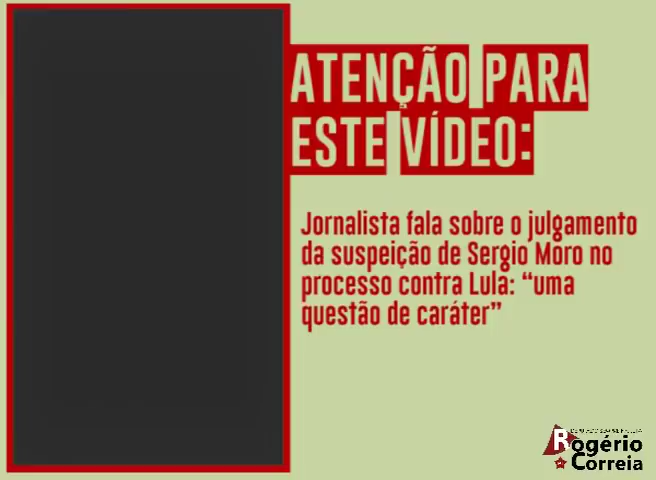 ATENÇÃO PARA
ESTE VÍDEO:
Jornalista fala sobre o julgamento
da suspeição de Sergio Moro no
processo contra Lula: “uma
questão de caráter”
Rogério
Correia